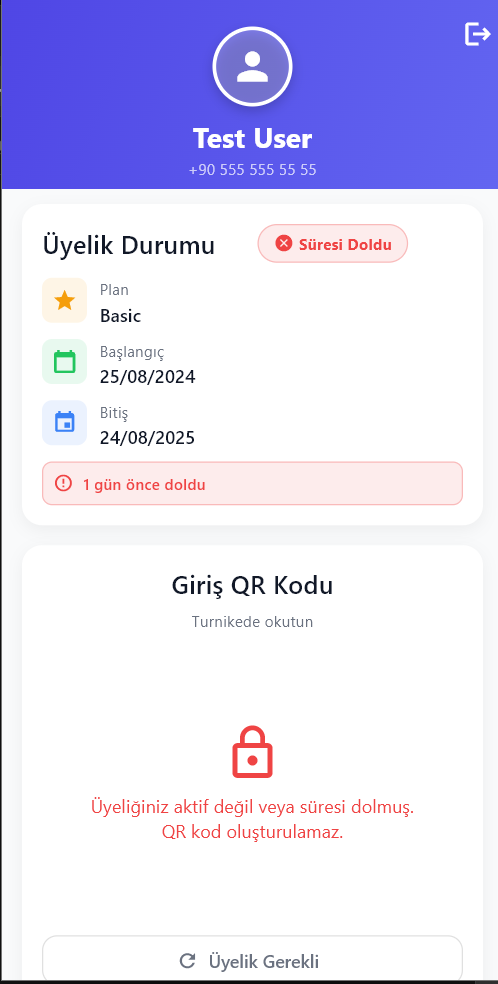 Test User
+90 555 555 55 55
Üyelik Durumu
Süresi Doldu
Plan
Basic
Başlangıç
25/08/2024
Bitiş
24/08/2025
1 gün önce doldu
Giriş QR Kodu
Turnikede okutun
Üyeliğiniz aktif değil veya süresi dolmuş.
QR kod oluşturulamaz.
Üyelik Gerekli